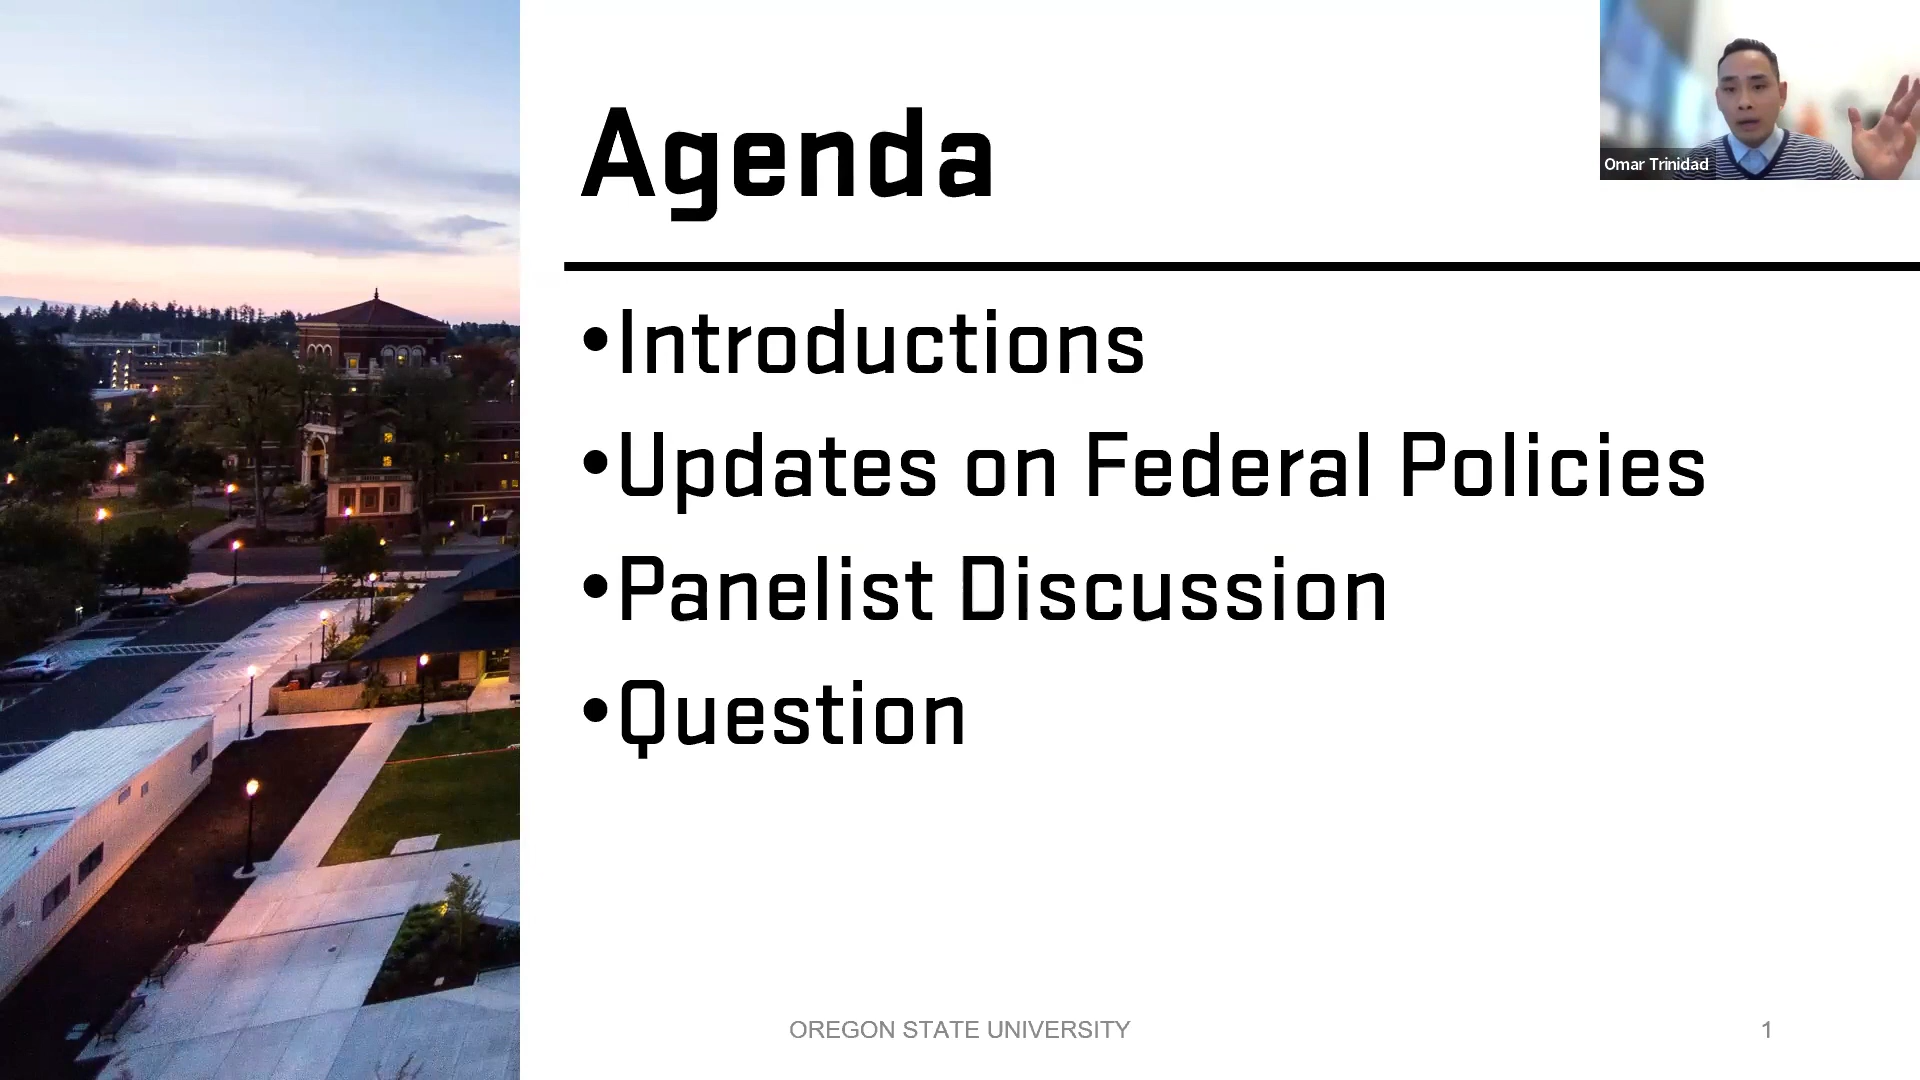 Agenda
Omar Trinidad
•Introductions
•Updates on Federal Policies
•Panelist Discussion
•Question
OREGON STATE UNIVERSITY
1